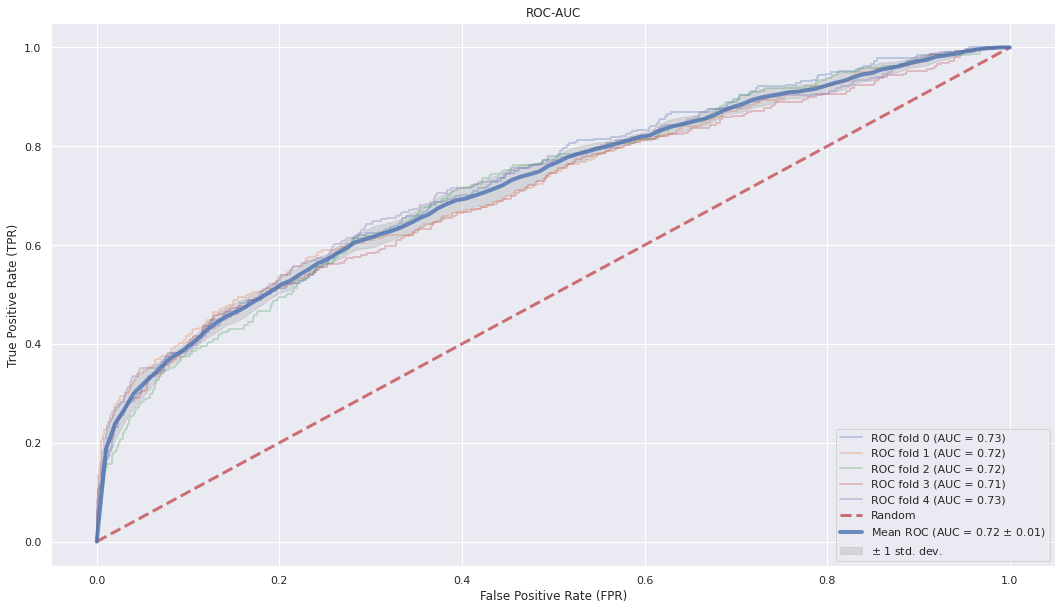 ROC-AUC
True Positive Rate (TPR)
1.0
0.8
0.6
0.4
0.2
0.0
ROC fold 0 (AUC = 0.73)
ROC fold 1 (AUC = 0.72)
ROC fold 2 (AUC = 0.72)
ROC fold 3 (AUC = 0.71)
ROC fold 4 (AUC = 0.73)
Random
Mean ROC (AUC = 0.72 ± 0.01)
± 1 std. dev.
0.0 0.2 0.4 0.6 0.8 1.0
False Positive Rate (FPR)